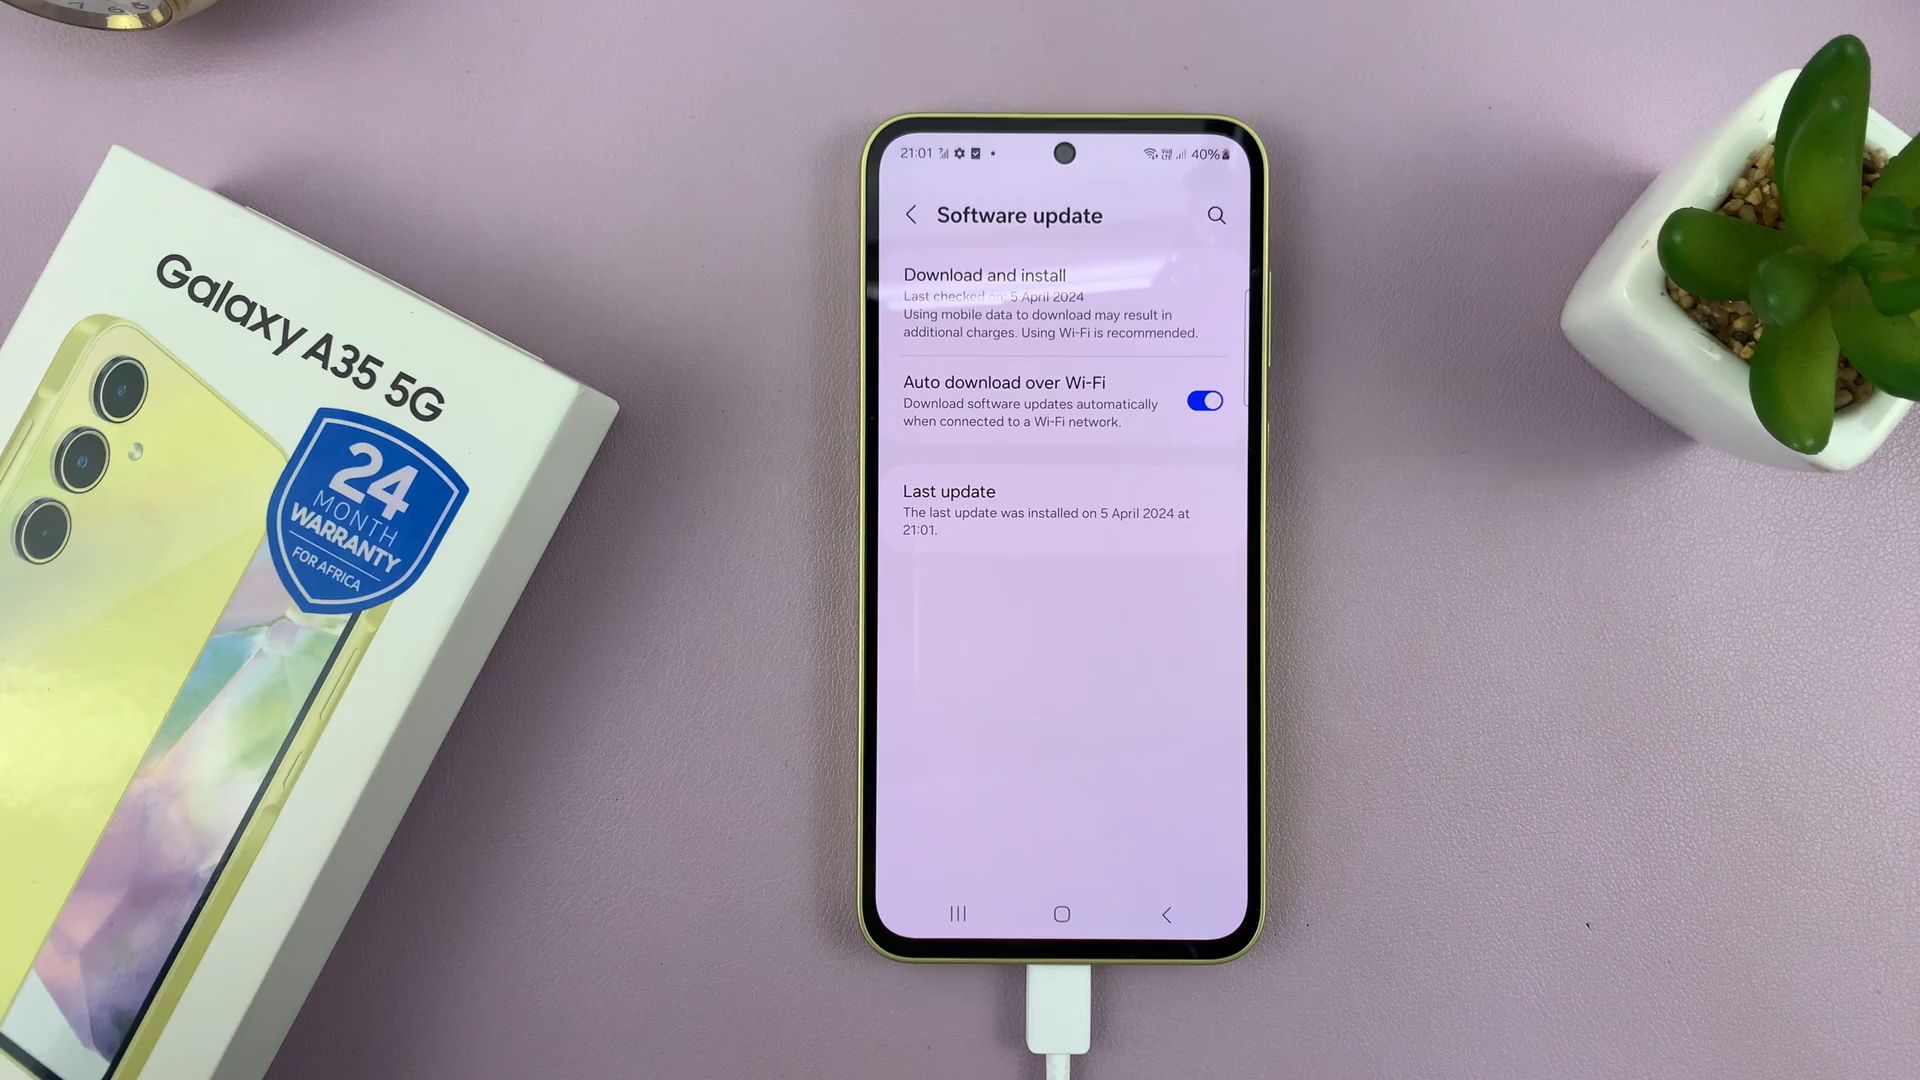 Galaxy A35 5G
24
MONTH
WARRANTY
FOR AFRICA
21:01
40%
Software update
Download and install
Last checked on: 5 April 2024
Using mobile data to download may result in
additional charges. Using Wi-Fi is recommended.
Auto download over Wi-Fi
Download software updates automatically
when connected to a Wi-Fi network.
Last update
The last update was installed on 5 April 2024 at
21:01.